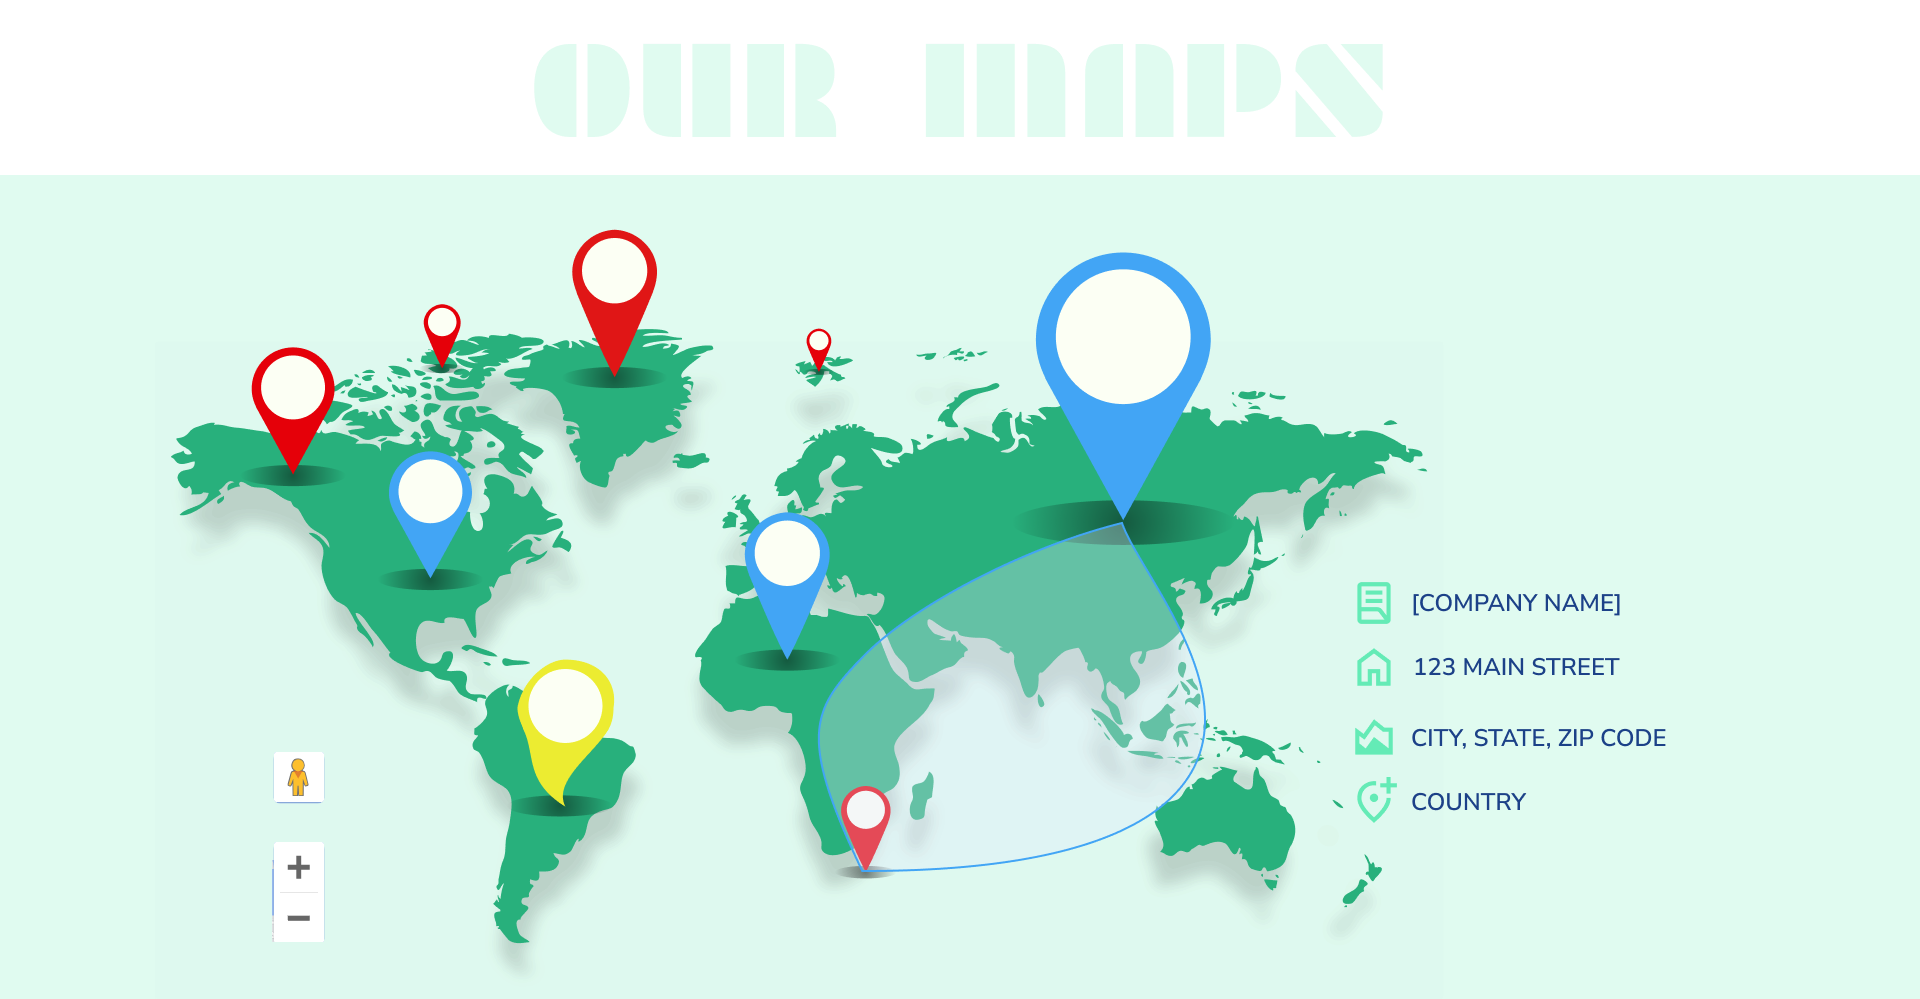 OUR MAPS
[COMPANY NAME]
123 MAIN STREET
CITY, STATE, ZIP CODE
COUNTRY